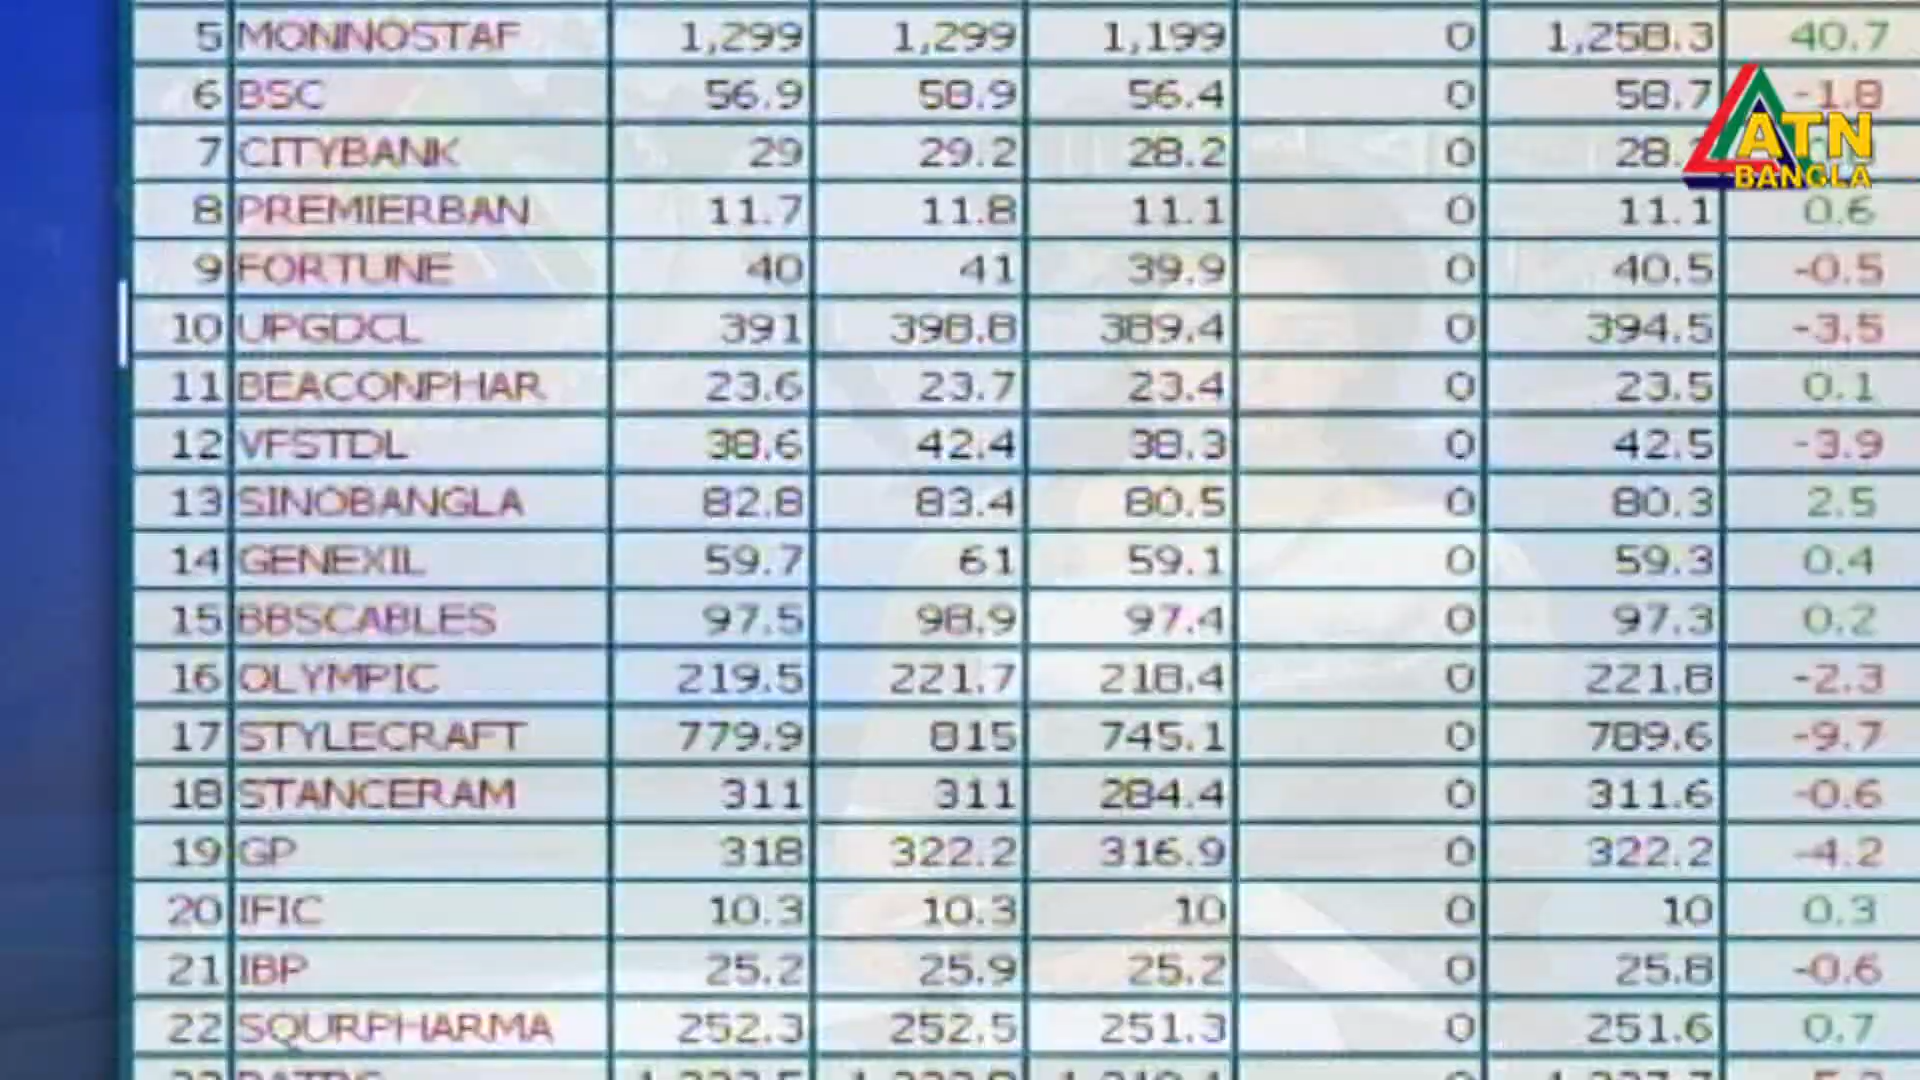 5 MONNOSTAF 1,299 1,299 1,199 0 1,258.3 40.7
6 BSC 56.9 58.9 56.4 0 58.7 -1.8
7 CITYBANK 29 29.2 28.2 0 28.
8 PREMIERBAN 11.7 11.8 11.1 0 11.1 0.6
9 FORTUNE 40 41 39.9 0 40.5 -0.5
10 UPGDCL 391 398.8 389.4 0 394.5 -3.5
11 BEACONPHAR 23.6 23.7 23.4 0 23.5 0.1
12 VFSTDL 38.6 42.4 38.3 0 42.5 -3.9
13 SINOBANGLA 82.8 83.4 80.5 0 80.3 2.5
14 GENEXIL 59.7 61 59.1 0 59.3 0.4
15 BBSCABLES 97.5 98.9 97.4 0 97.3 0.2
16 OLYMPIC 219.5 221.7 218.4 0 221.8 -2.3
17 STYLECRAFT 779.9 815 745.1 0 789.6 -9.7
18 STANCERAM 311 311 284.4 0 311.6 -0.6
19 GP 318 322.2 316.9 0 322.2 -4.2
20 IFIC 10.3 10.3 10 0 10 0.3
21 IBP 25.2 25.9 25.2 0 25.8 -0.6
22 SQURPHARMA 252.3 252.5 251.3 0 251.6 0.7
ATN
BANGLA